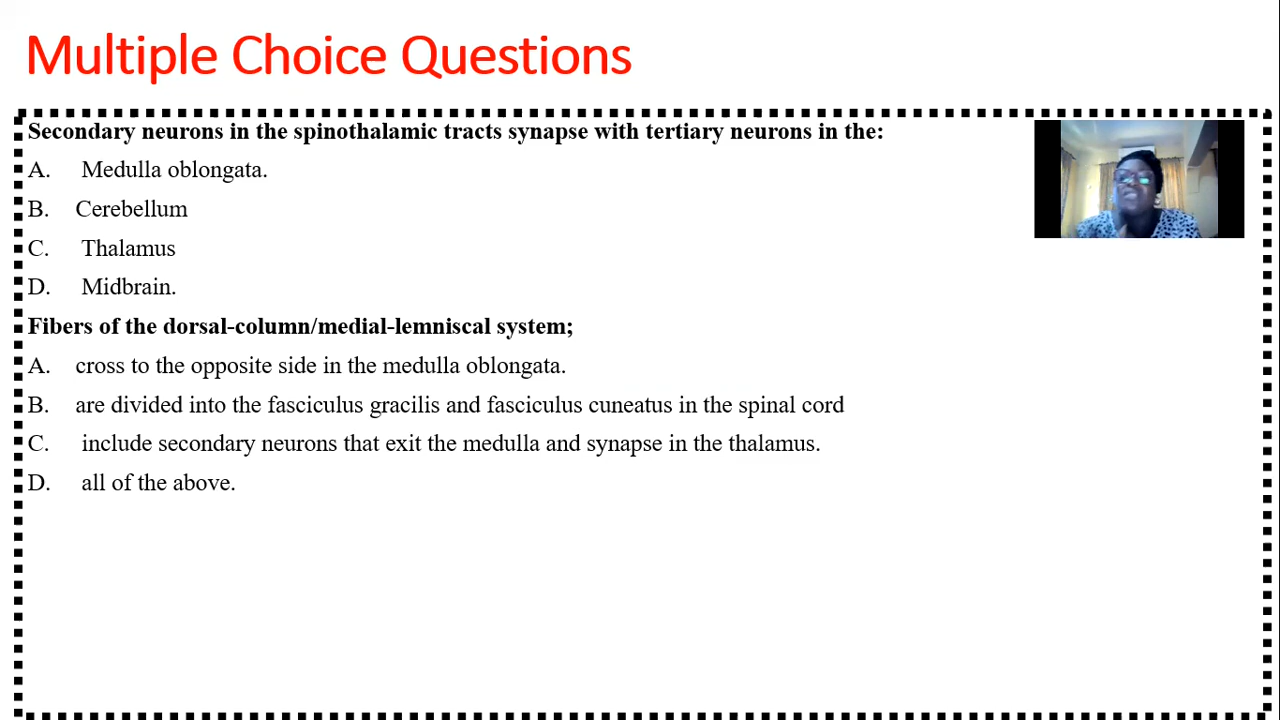 Multiple Choice Questions
Secondary neurons in the spinothalamic tracts synapse with tertiary neurons in the:
A. Medulla oblongata.
B. Cerebellum
C. Thalamus
D. Midbrain.
Fibers of the dorsal-column/medial-lemniscal system;
A. cross to the opposite side in the medulla oblongata.
B. are divided into the fasciculus gracilis and fasciculus cuneatus in the spinal cord
C. include secondary neurons that exit the medulla and synapse in the thalamus.
D. all of the above.